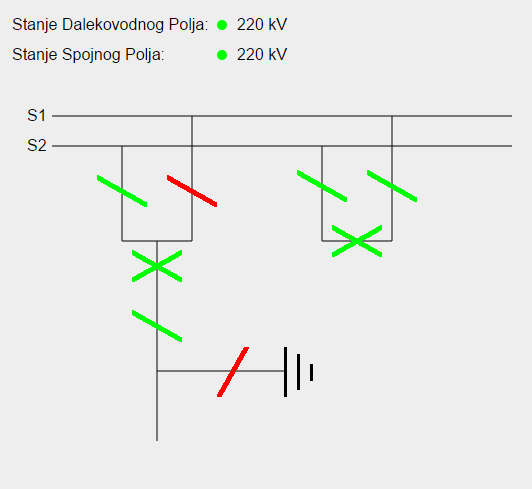 Stanje Dalekovodnog Polja: 220 kV
Stanje Spojnog Polja: 220 kV
S1
S2